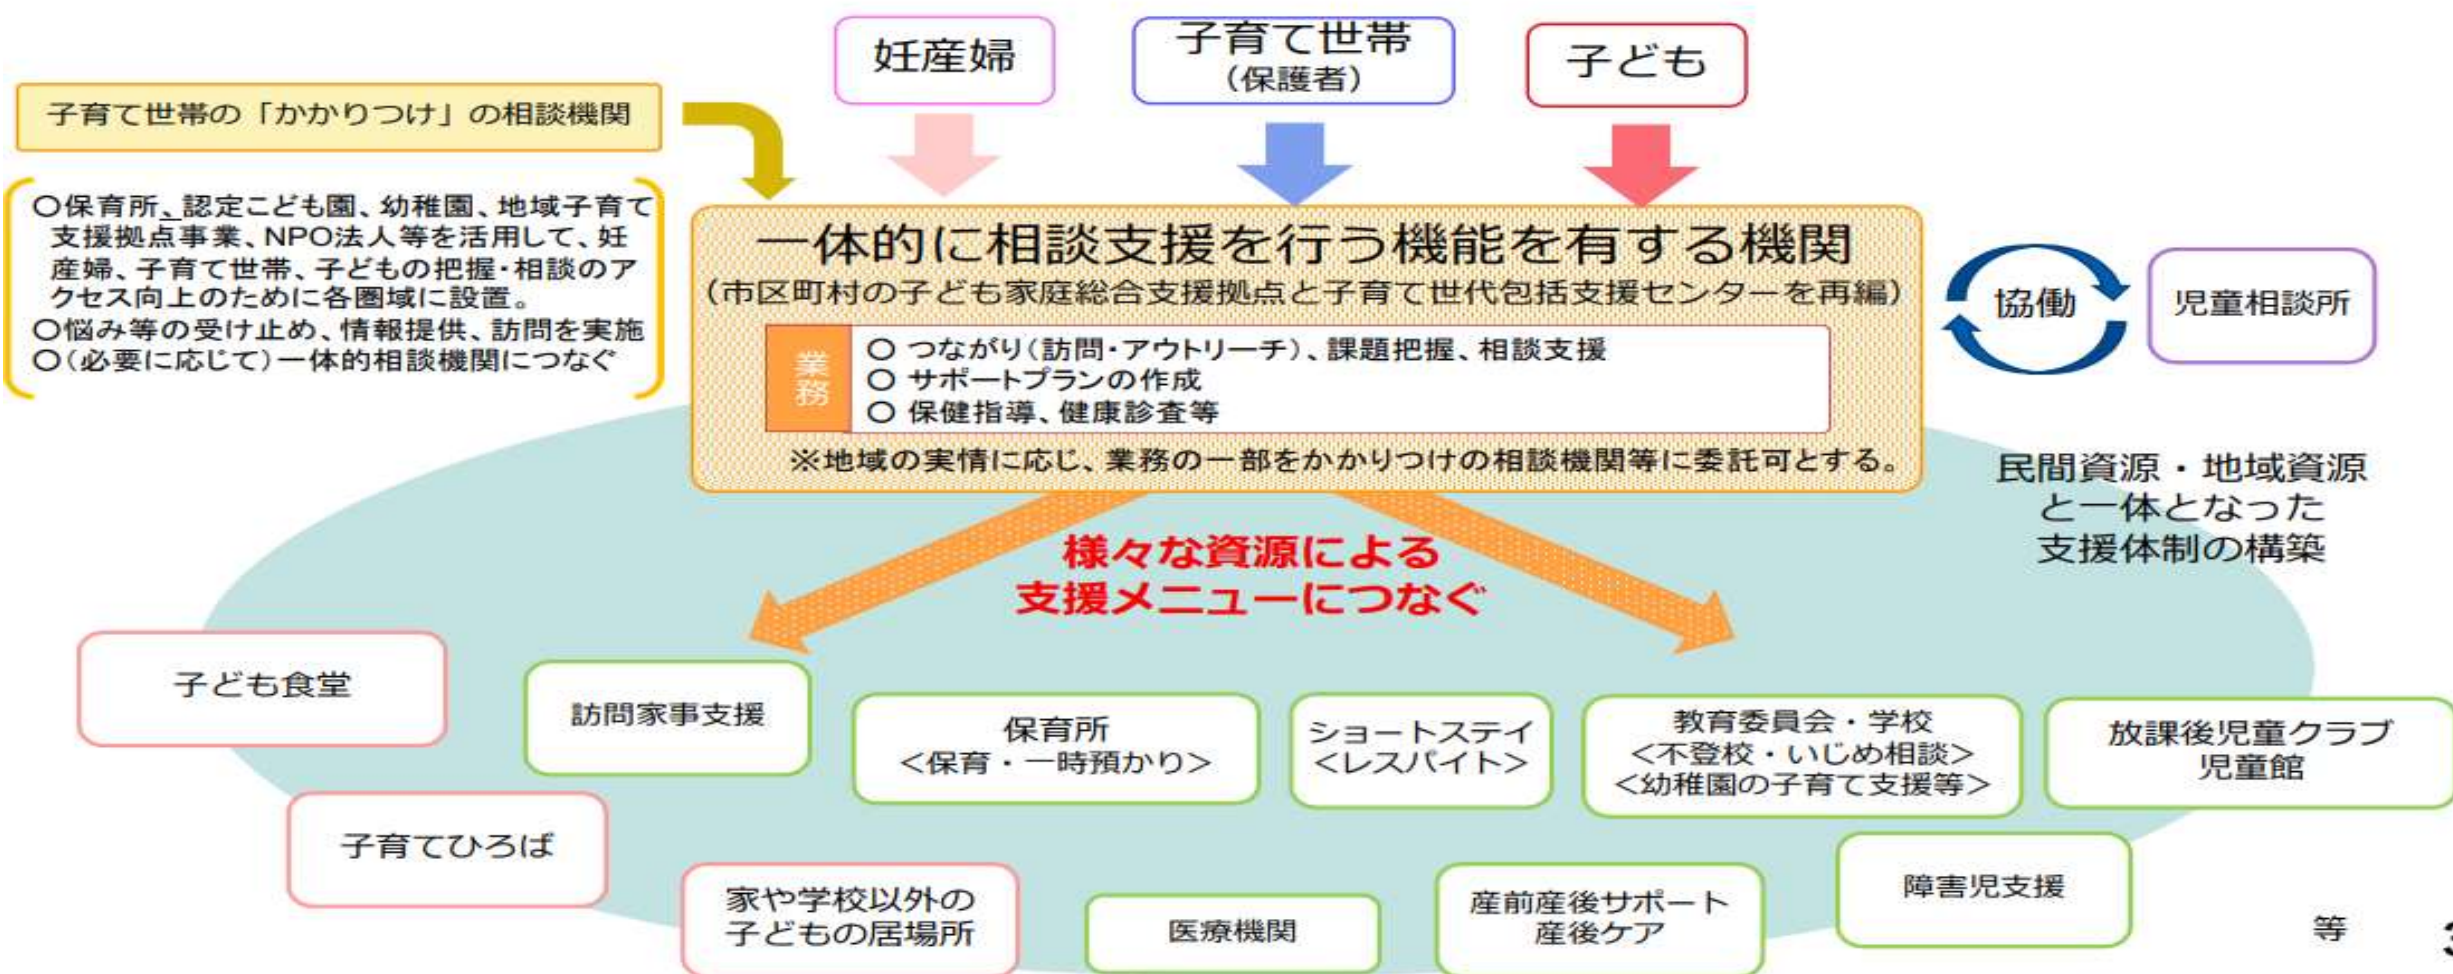 妊産婦
子育て世帯
（保護者）
子ども
子育て世帯の「かかりつけ」の相談機関
○保育所、認定こども園、幼稚園、地域子育て
支援拠点事業、NPO法人等を活用して、妊
産婦、子育て世帯、子どもの把握・相談のア
クセス向上のために各圏域に設置。
○悩み等の受け止め、情報提供、訪問を実施
○（必要に応じて）一体的相談機関につなぐ
一体的に相談支援を行う機能を有する機関
（市区町村の子ども家庭総合支援拠点と子育て世代包括支援センターを再編）
業務
○ つながり（訪問・アウトリーチ）、課題把握、相談支援
○ サポートプランの作成
○ 保健指導、健康診査等
※地域の実情に応じ、業務の一部をかかりつけの相談機関等に委託可とする。
協働
児童相談所
民間資源・地域資源
と一体となった
支援体制の構築
様々な資源による
支援メニューにつなぐ
子ども食堂
訪問家事支援
保育所
＜保育・一時預かり＞
ショートステイ
＜レスパイト＞
教育委員会・学校
＜不登校・いじめ相談＞
＜幼稚園の子育て支援等＞
放課後児童クラブ
児童館
子育てひろば
家や学校以外の
子どもの居場所
医療機関
産前産後サポート
産後ケア
障害児支援
等
3